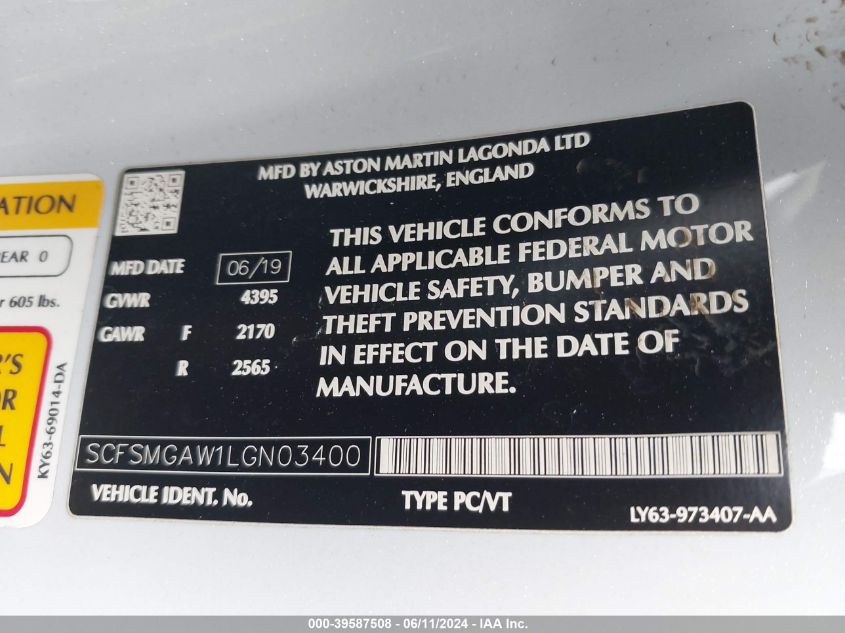 MFD BY ASTON MARTIN LAGONDA LTD
WARWICKSHIRE, ENGLAND
MFD DATE 06/19
GVWR 4395
GAWR F 2170
R 2565
THIS VEHICLE CONFORMS TO
ALL APPLICABLE FEDERAL MOTOR
VEHICLE SAFETY, BUMPER AND
THEFT PREVENTION STANDARDS
IN EFFECT ON THE DATE OF
MANUFACTURE.
SCFSMGAW1LGN03400
VEHICLE IDENT. No.
TYPE PC/VT
LY63-973407-AA
ATION
EAR 0
r 605 lbs.
R'S
OR
L
N
KY63-69014-DA
000-39587508 - 06/11/2024 - IAA Inc.